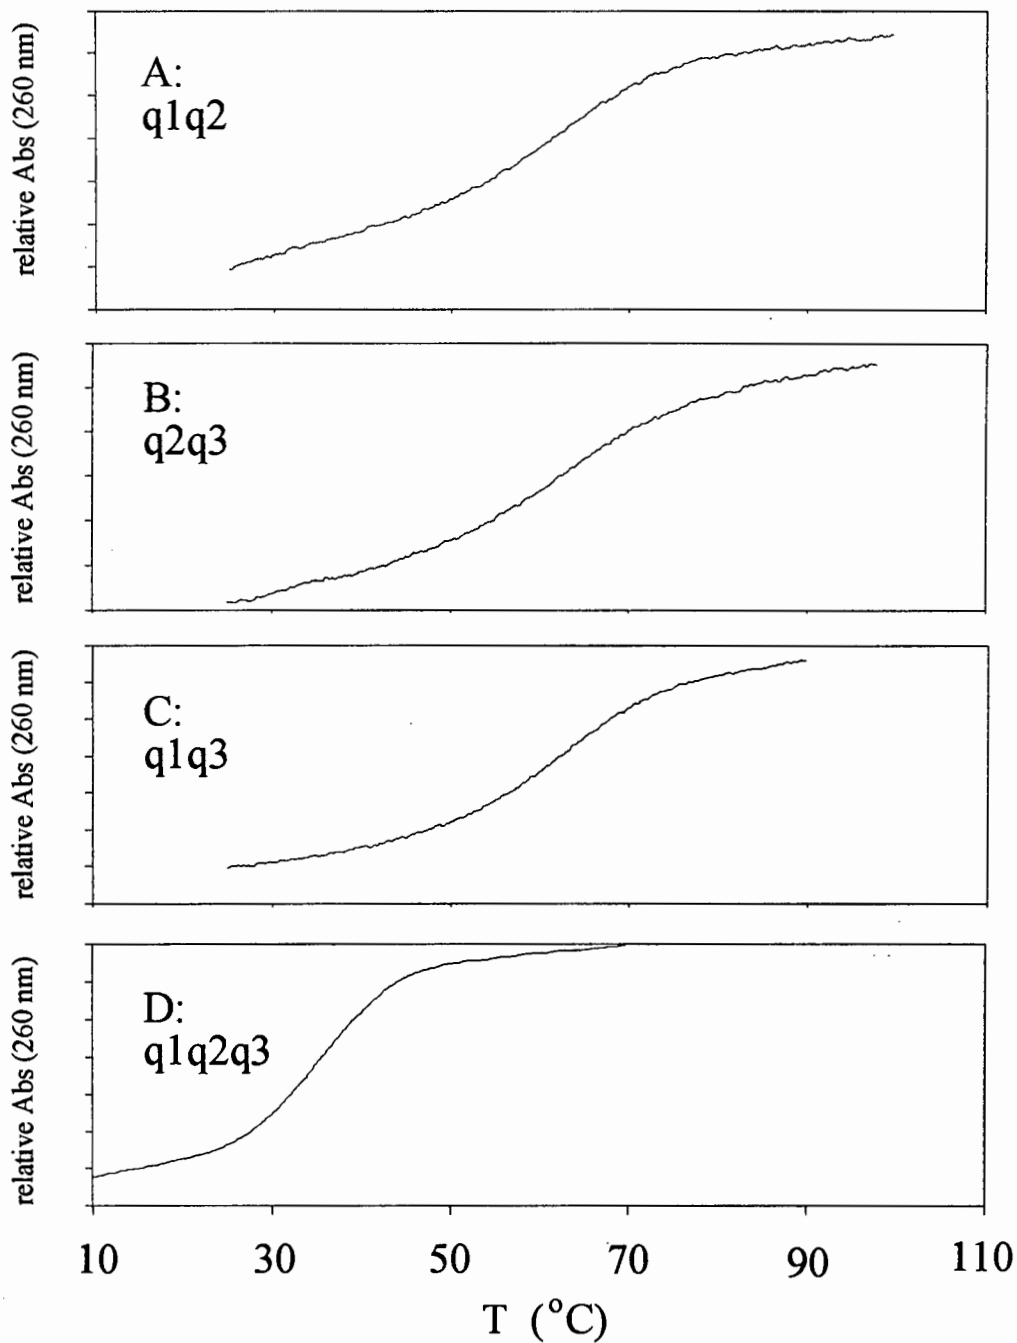 relative Abs (260 nm)
A:
q1q2
relative Abs (260 nm)
B:
q2q3
relative Abs (260 nm)
C:
q1q3
relative Abs (260 nm)
D:
q1q2q3
10 30 50 70 90 110
T (°C)